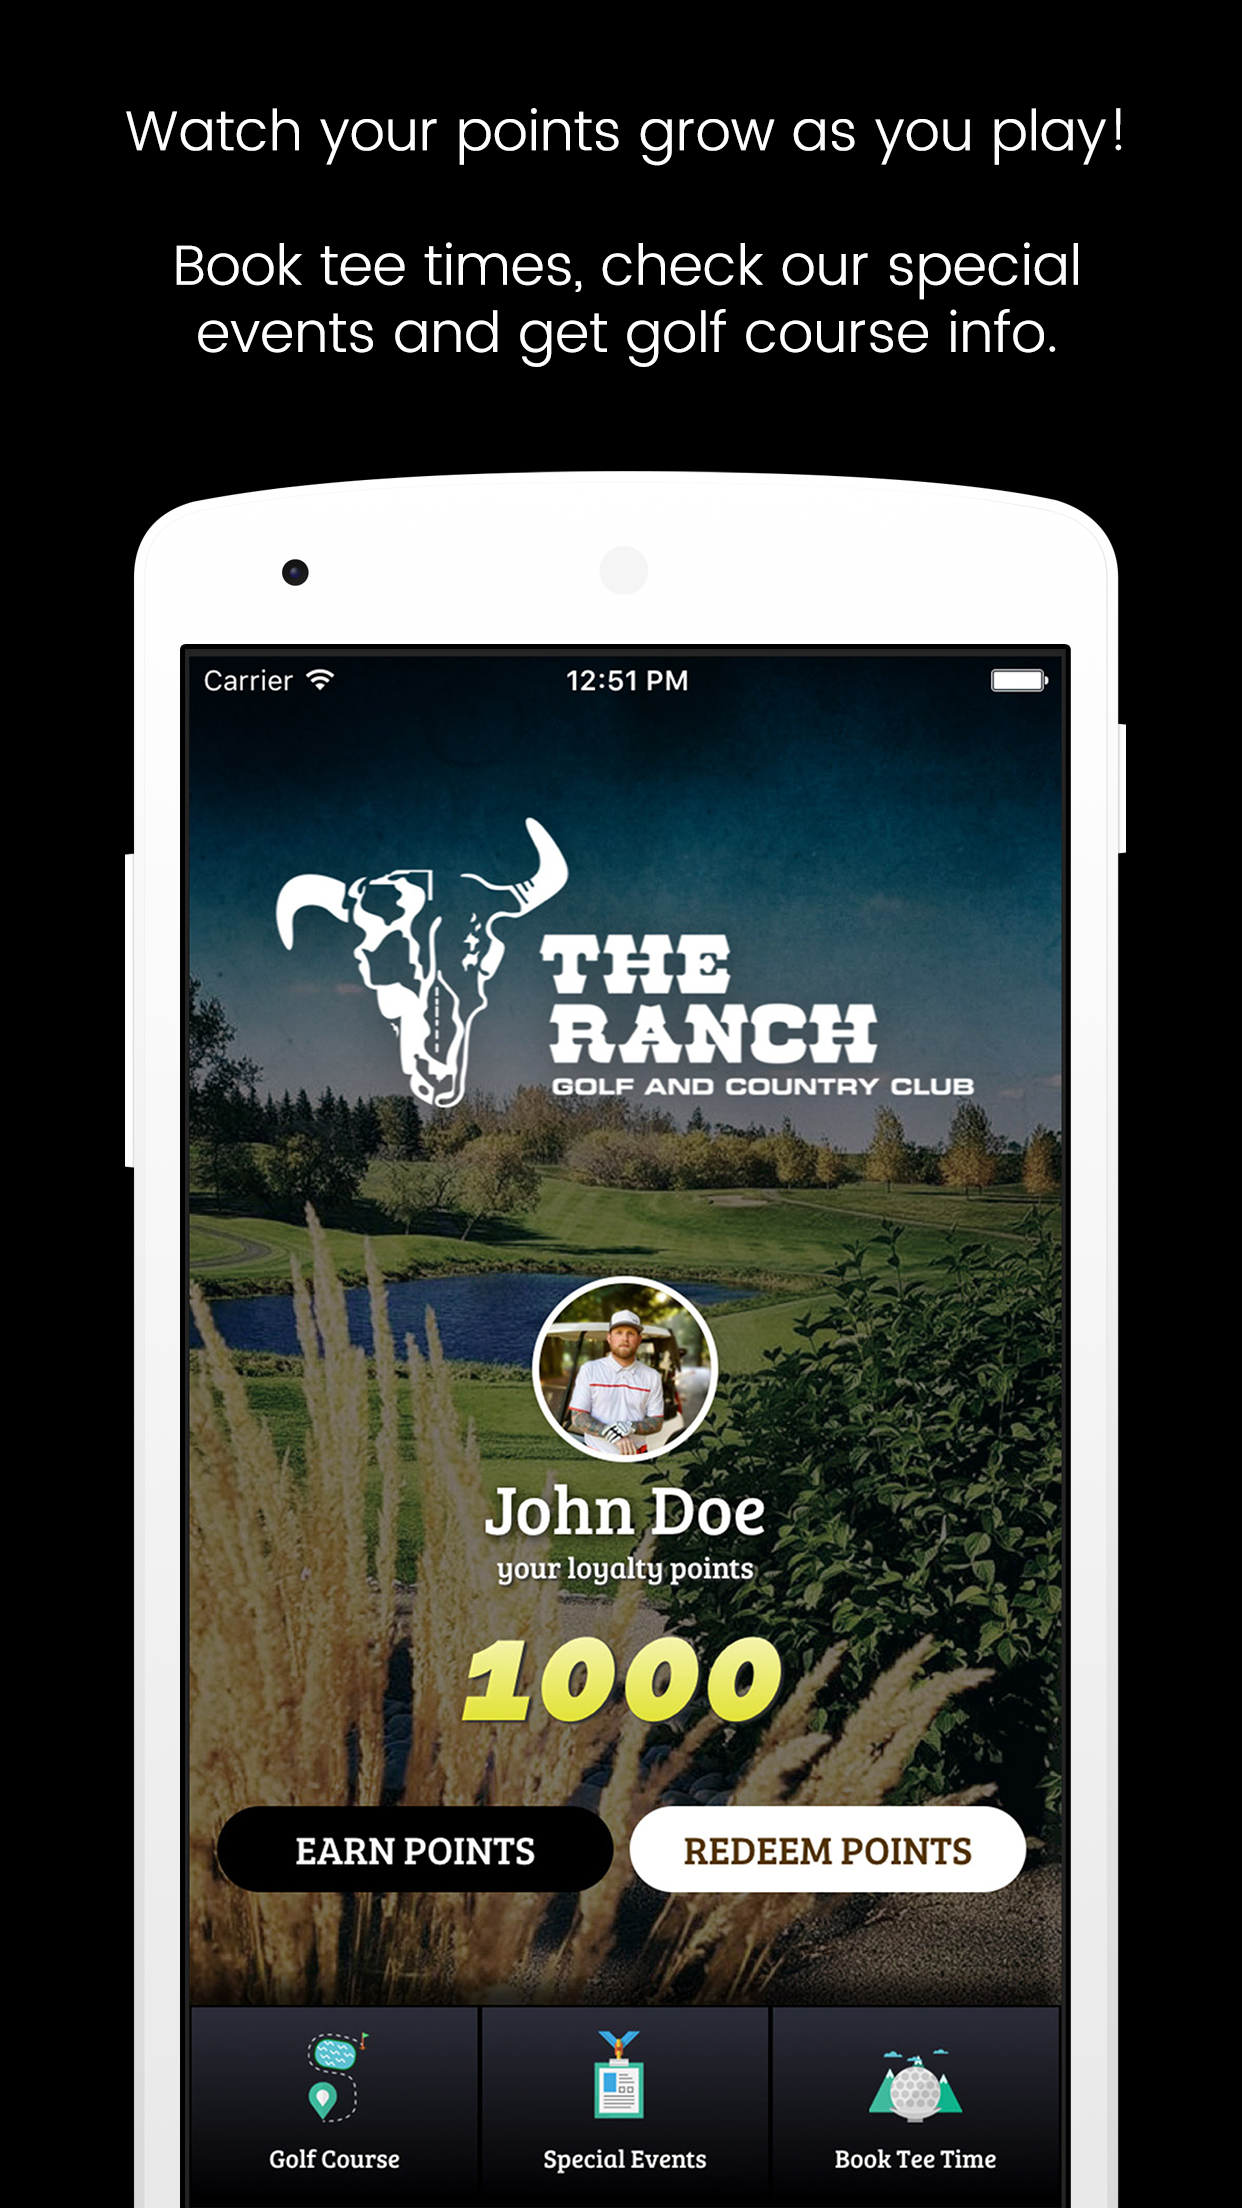 Watch your points grow as you play!
Book tee times, check our special
events and get golf course info.
Carrier 12:51 PM
THE
RANCH
GOLF AND COUNTRY CLUB
John Doe
your loyalty points
1000
EARN POINTS REDEEM POINTS
Golf Course Special Events Book Tee Time